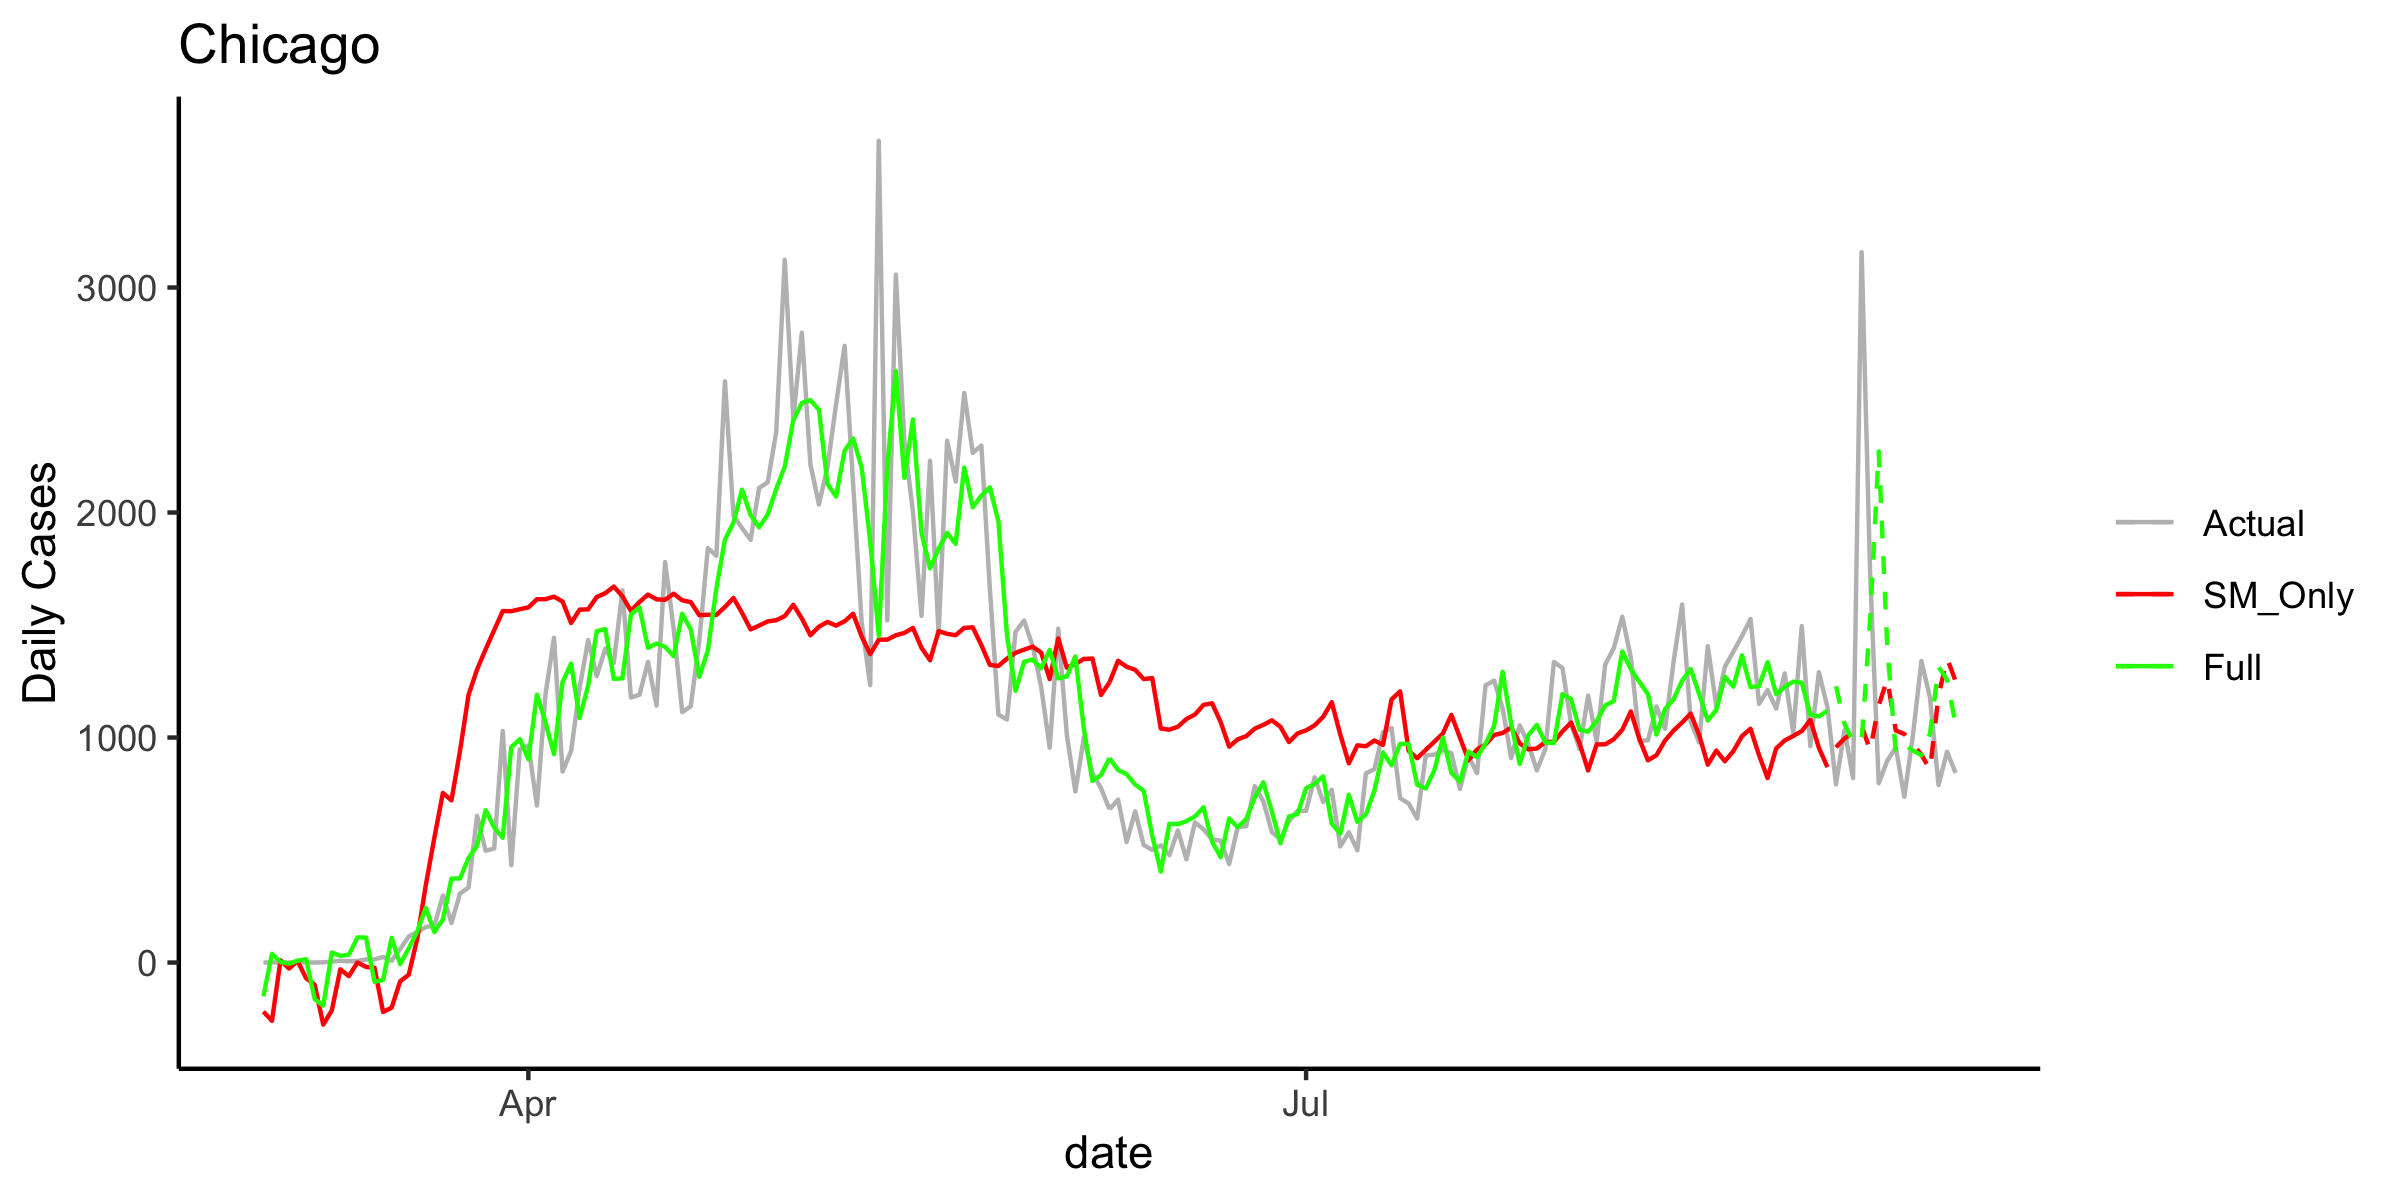 Chicago
Daily Cases
3000
2000
1000
0
Apr
Jul
date
Actual
SM_Only
Full